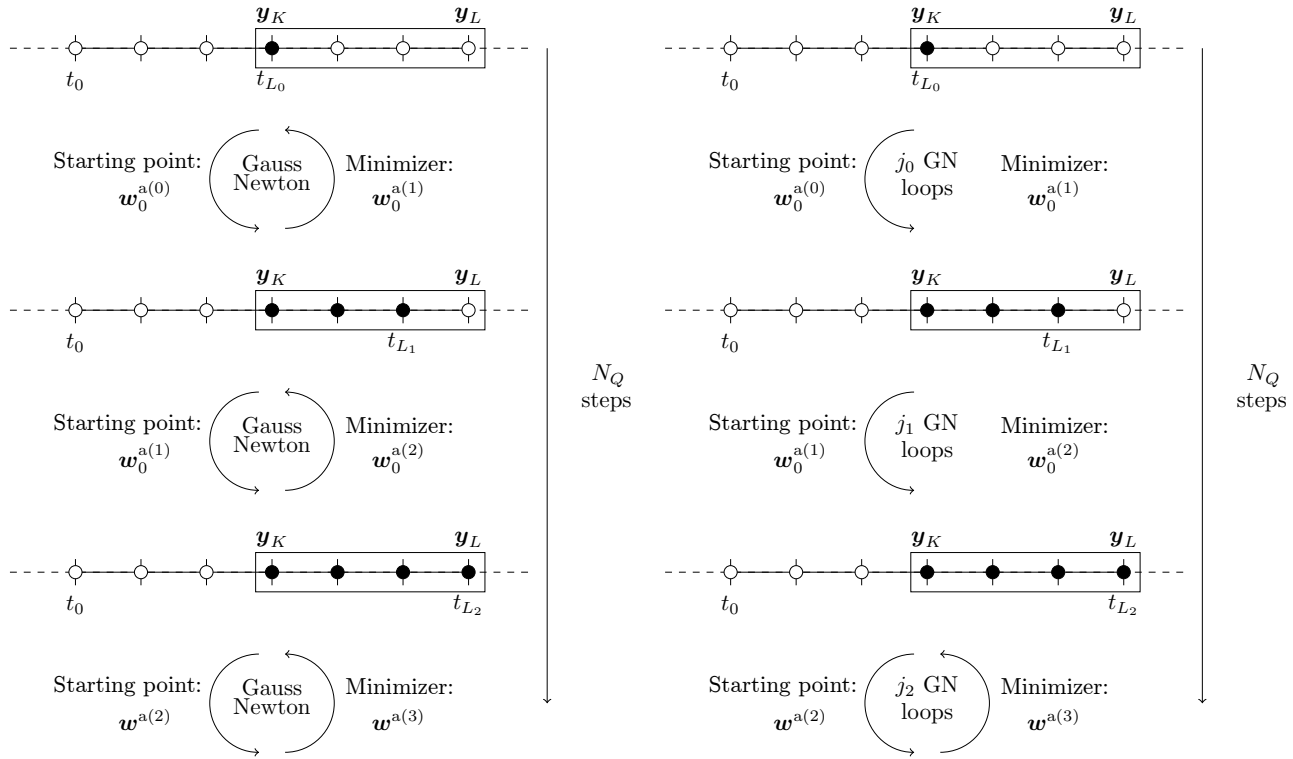 𝒚_K 𝒚_L
t_0 t_{L_0}
Starting point: Gauss Minimizer:
𝒘_0^{a(0)} Newton 𝒘_0^{a(1)}
𝒚_K 𝒚_L
t_0 t_{L_1}
Starting point: Gauss Minimizer:
𝒘_0^{a(1)} Newton 𝒘_0^{a(2)}
𝒚_K 𝒚_L
t_0 t_{L_2}
Starting point: Gauss Minimizer:
𝒘^{a(2)} Newton 𝒘^{a(3)}
N_Q
steps
𝒚_K 𝒚_L
t_0 t_{L_0}
Starting point: j_0 GN Minimizer:
𝒘_0^{a(0)} loops 𝒘_0^{a(1)}
𝒚_K 𝒚_L
t_0 t_{L_1}
Starting point: j_1 GN Minimizer:
𝒘_0^{a(1)} loops 𝒘_0^{a(2)}
𝒚_K 𝒚_L
t_0 t_{L_2}
Starting point: j_2 GN Minimizer:
𝒘^{a(2)} loops 𝒘^{a(3)}
N_Q
steps